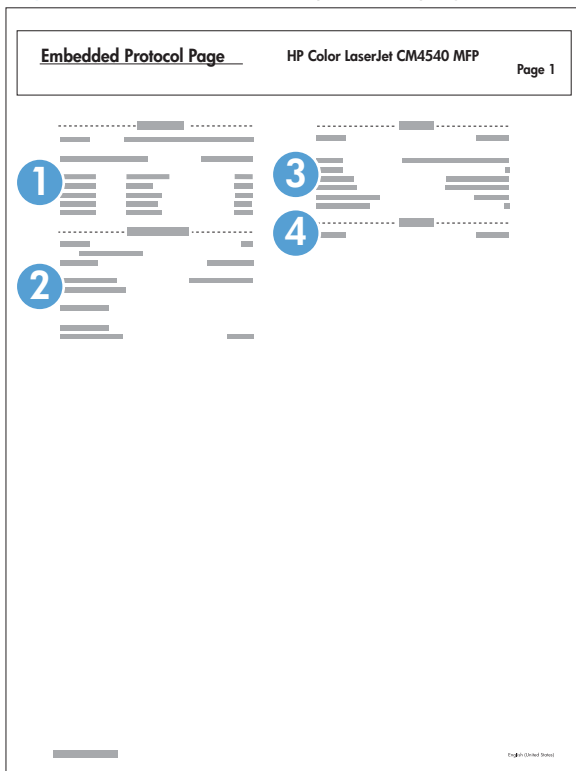 Embedded Protocol Page
HP Color LaserJet CM4540 MFP
Page 1
1
2
3
4
English (United States)